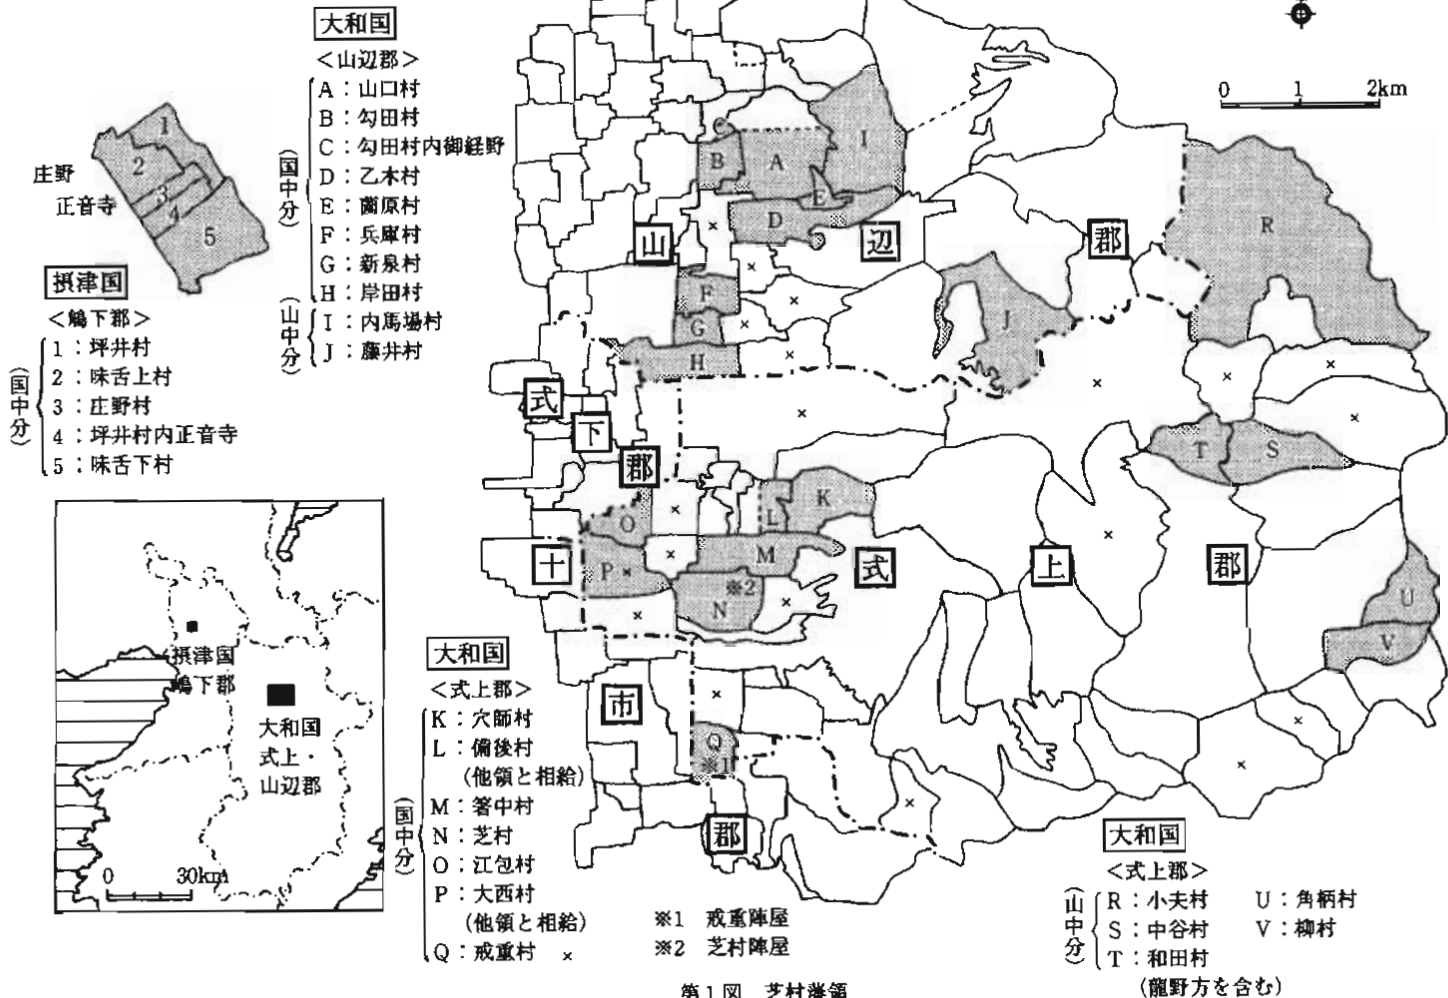 大和国
<山辺郡>
(国中分)
A:山口村
B:勾田村
C:勾田村内御経野
D:乙木村
E:薗原村
F:兵庫村
G:新泉村
H:岸田村
(山中分)
I:内馬場村
J:藤井村
1
2
3
4
5
庄野
正音寺
摂津国
<嶋下郡>
(国中分)
1:坪井村
2:味舌上村
3:庄野村
4:坪井村内正音寺
5:味舌下村
摂津国
嶋下郡
大和国
式上・
山辺郡
0 30km
0 1 2km
C
B
A
I
E
D
山
辺
郡
R
F
G
H
J
式
下
郡
T
S
K
L
O
M
P
※2
N
十
式
上
郡
U
V
市
Q
※1
郡
大和国
<式上郡>
(国中分)
K:穴師村
L:備後村
(他領と相給)
M:箸中村
N:芝村
O:江包村
P:大西村
(他領と相給)
Q:戒重村 ×
※1 戒重陣屋
※2 芝村陣屋
大和国
<式上郡>
(山中分)
R:小夫村 U:角柄村
S:中谷村 V:柳村
T:和田村
(龍野方を含む)
第1図 芝村藩領